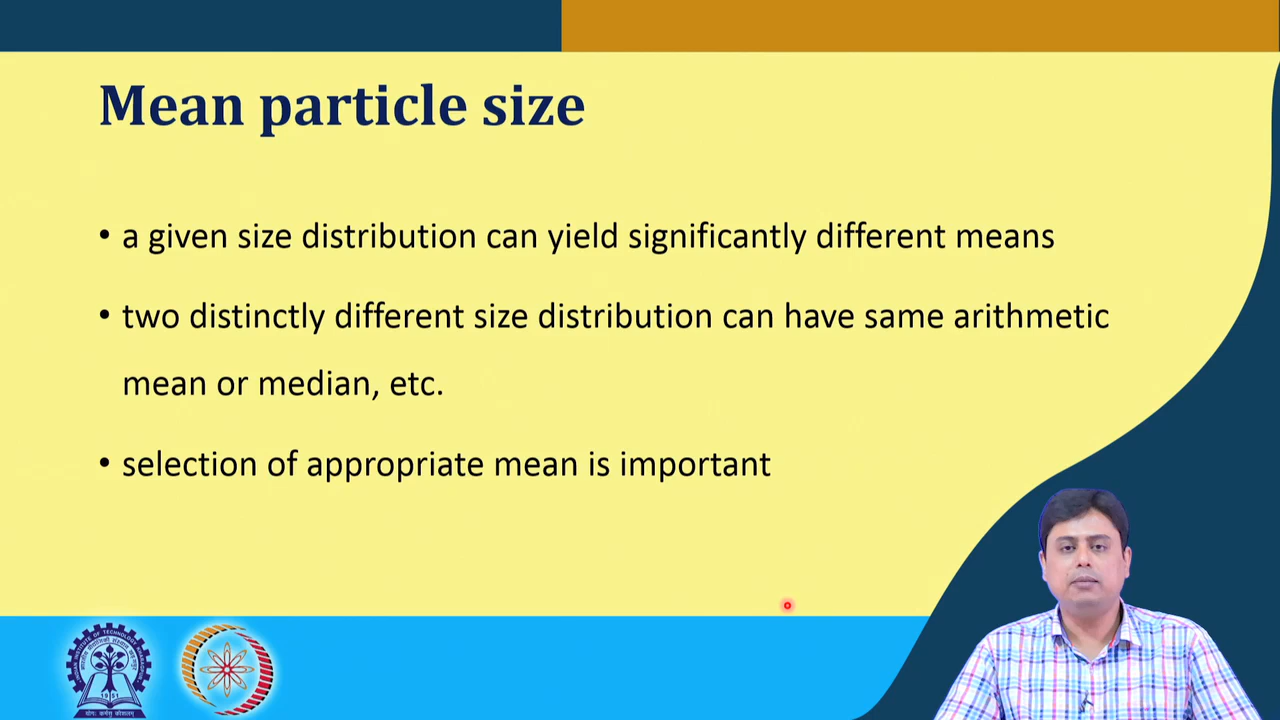 Mean particle size
• a given size distribution can yield significantly different means
• two distinctly different size distribution can have same arithmetic
mean or median, etc.
• selection of appropriate mean is important
1951